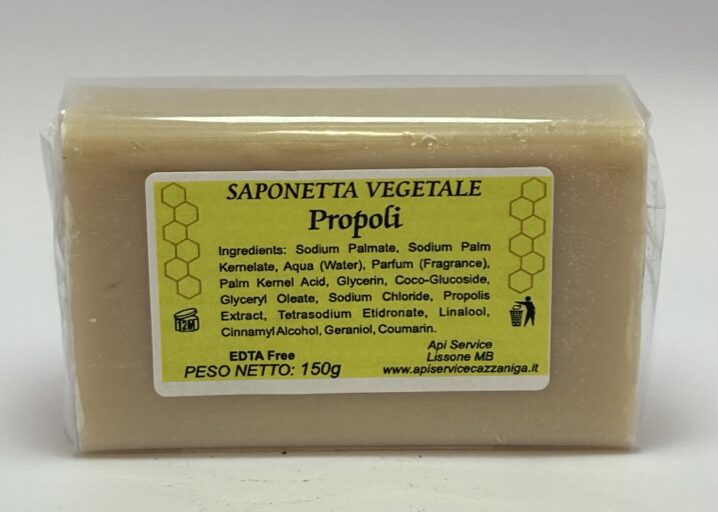 SAPONETTA VEGETALE
Propoli
Ingredients: Sodium Palmate, Sodium Palm
Kernelate, Aqua (Water), Parfum (Fragrance),
Palm Kernel Acid, Glycerin, Coco-Glucoside,
Glyceryl Oleate, Sodium Chloride, Propolis
Extract, Tetrasodium Etidronate, Linalool,
Cinnamyl Alcohol, Geraniol, Coumarin.
12M
EDTA Free
PESO NETTO: 150g
Api Service
Lissone MB
www.apiservicecazzaniga.it